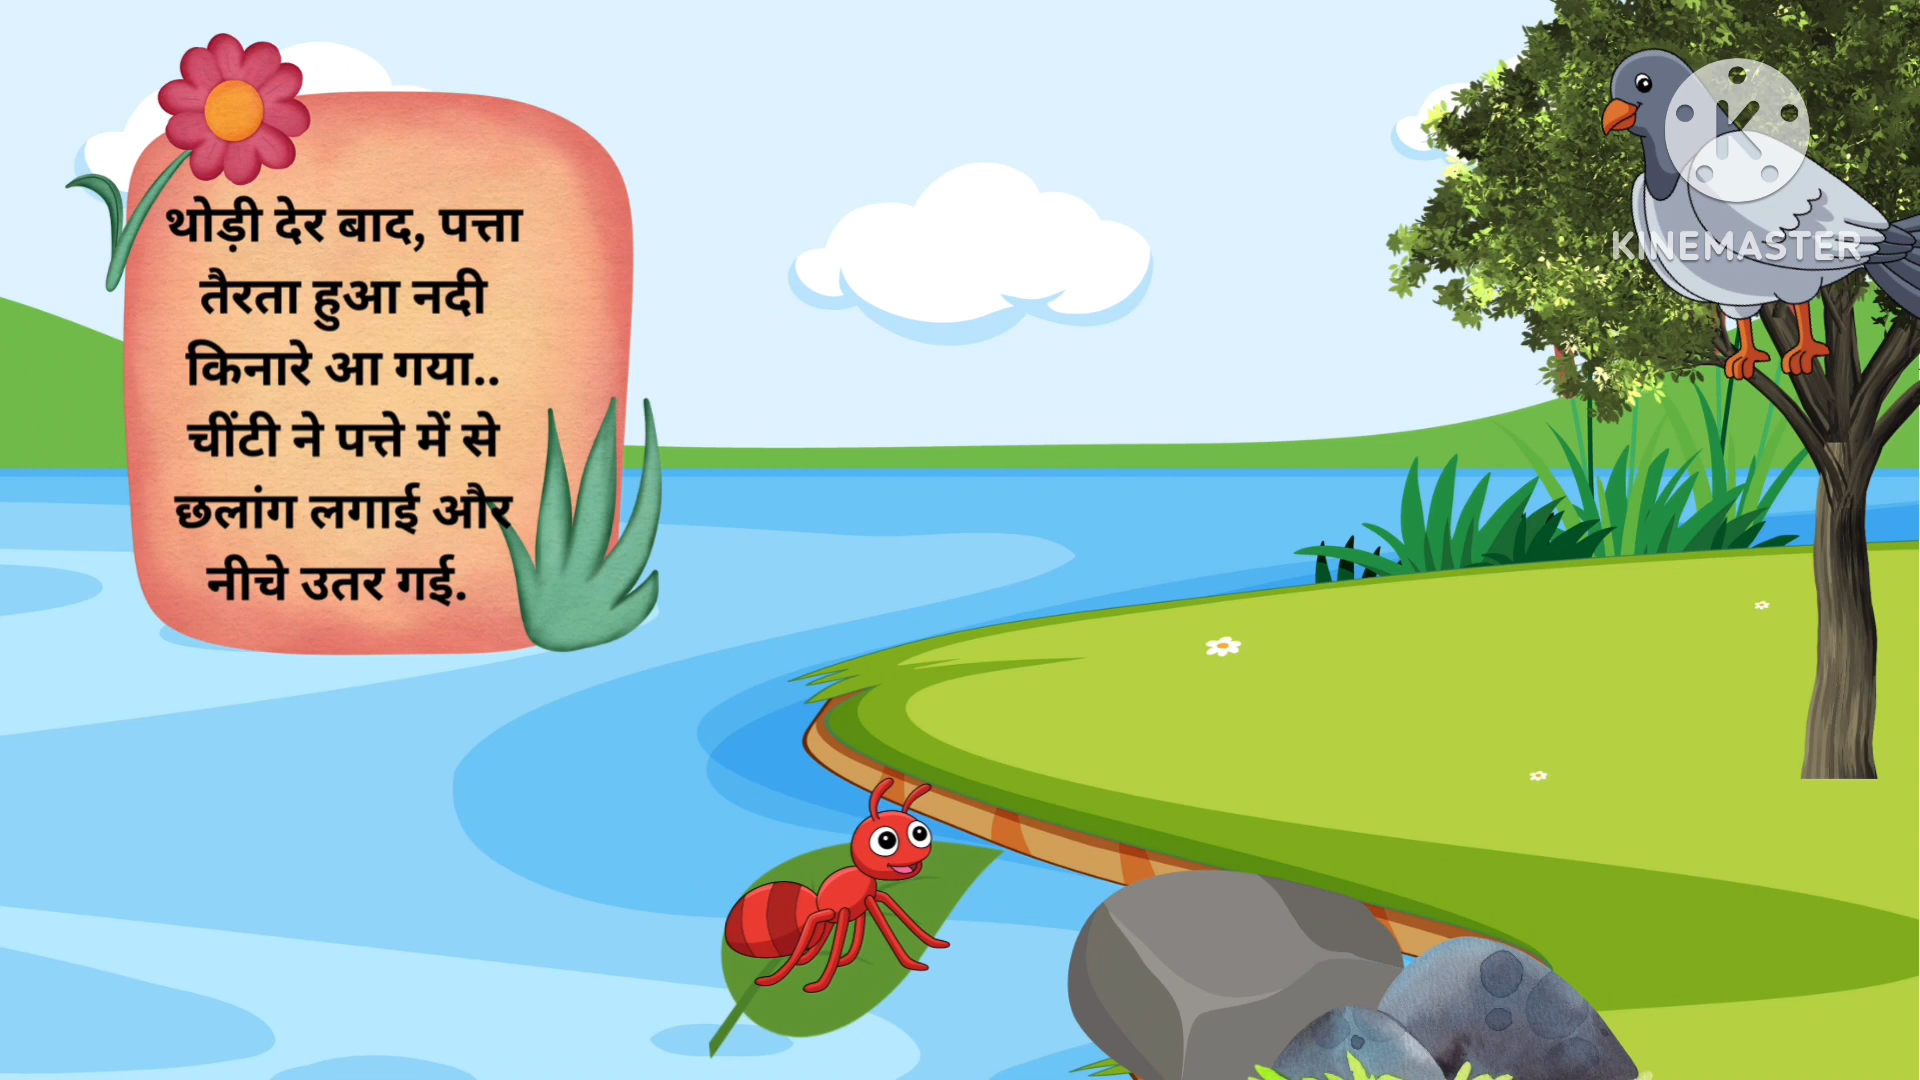 थोड़ी देर बाद, पत्ता
तैरता हुआ नदी
किनारे आ गया..
चींटी ने पत्ते में से
छलांग लगाई और
नीचे उतर गई.
KINEMASTER